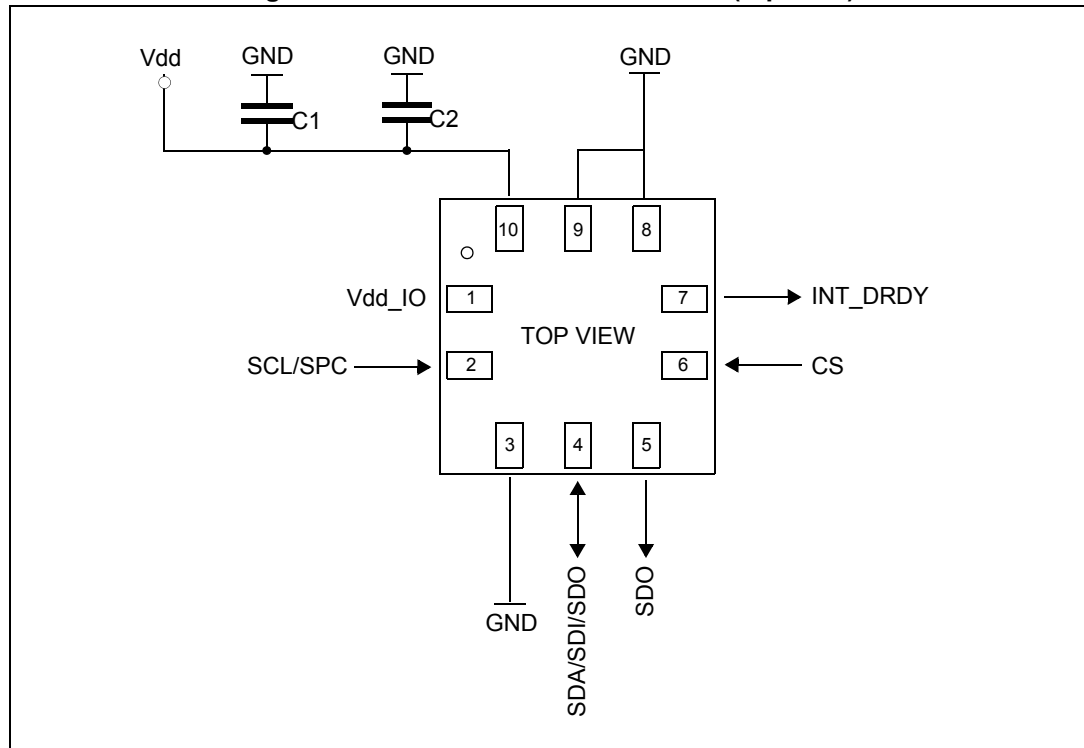 Vdd
GND
GND
GND
C1
C2
10
9
8
Vdd_IO
1
7
INT_DRDY
TOP VIEW
SCL/SPC
2
6
CS
3
4
5
SDA/SDI/SDO
SDO
GND